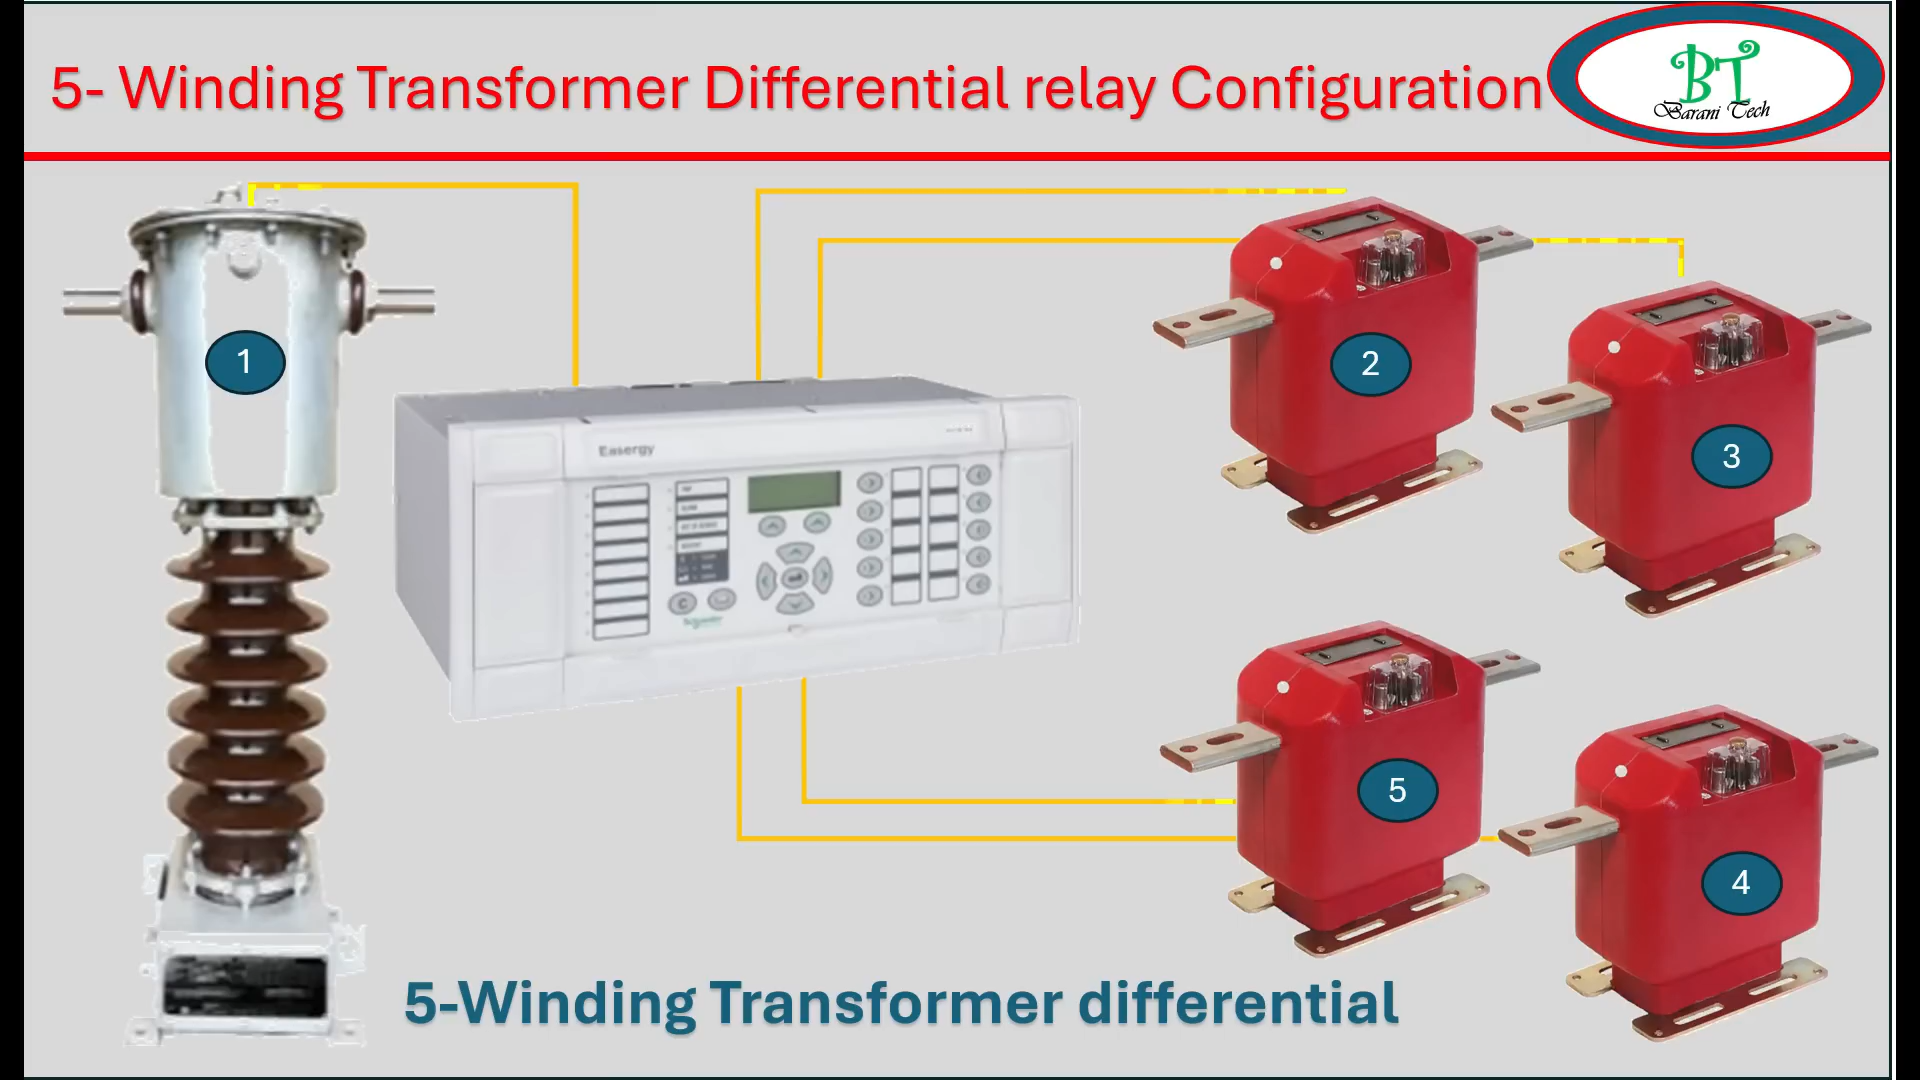 5- Winding Transformer Differential relay Configuration
BT
Barani Tech
1
2
3
Easergy
C
Schneider
5
4
5-Winding Transformer differential